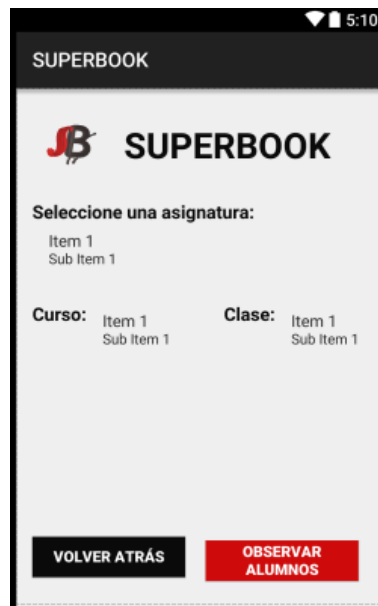 5:10
SUPERBOOK
SB SUPERBOOK
Seleccione una asignatura:
Item 1
Sub Item 1
Curso: Item 1 Clase: Item 1
Sub Item 1 Sub Item 1
VOLVER ATRÁS OBSERVAR
ALUMNOS